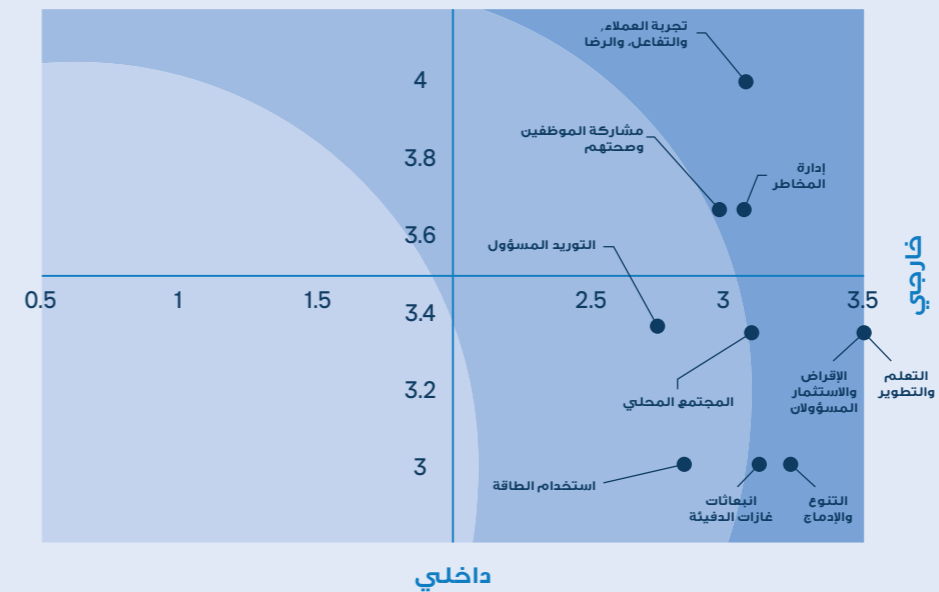 تجربة العملاء،
والتفاعل، والرضا
4
مشاركة الموظفين
وصحتهم
3.8
إدارة
المخاطر
3.6
التوريد المسؤول
خارجي
0.5
1
1.5
2.5
3
3.5
3.4
التعلم
والتطوير
الإقراض
والاستثمار
المسؤولان
3.2
المجتمع المحلي
3
استخدام الطاقة
انبعاثات
غازات الدفيئة
التنوع
والإدماج
داخلي